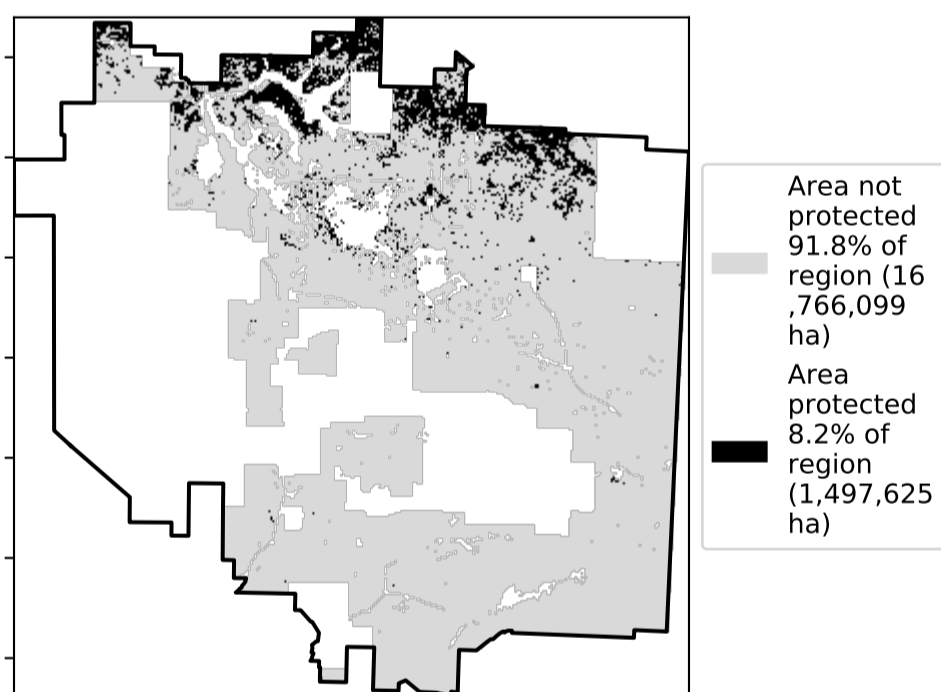 Area not
protected
91.8% of
region (16
,766,099
ha)
Area
protected
8.2% of
region
(1,497,625
ha)